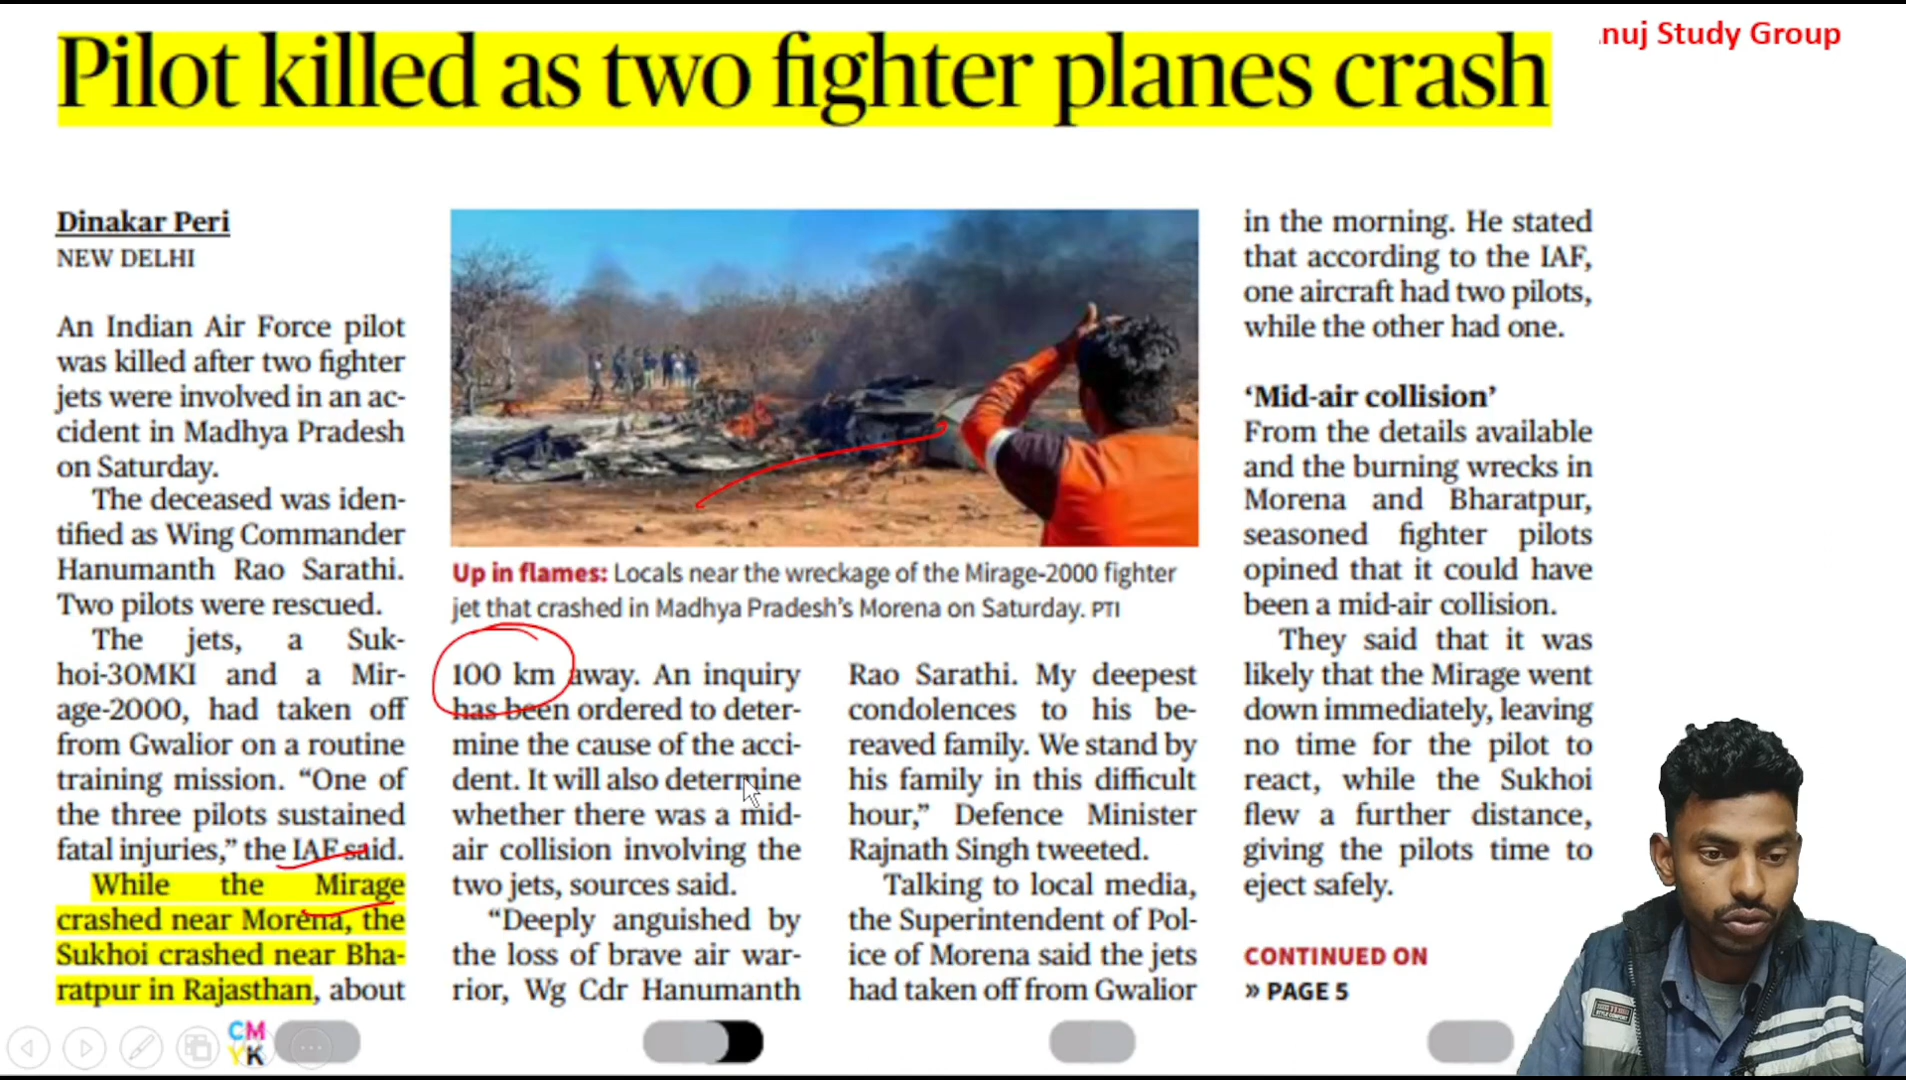 Pilot killed as two fighter planes crash
nuj Study Group
Dinakar Peri
NEW DELHI
An Indian Air Force pilot
was killed after two fighter
jets were involved in an ac-
cident in Madhya Pradesh
on Saturday.
The deceased was iden-
tified as Wing Commander
Hanumanth Rao Sarathi.
Two pilots were rescued.
The jets, a Suk-
hoi-30MKI and a Mir-
age-2000, had taken off
from Gwalior on a routine
training mission. “One of
the three pilots sustained
fatal injuries,” the IAF said.
While the Mirage
crashed near Morena, the
Sukhoi crashed near Bha-
ratpur in Rajasthan, about
Up in flames: Locals near the wreckage of the Mirage-2000 fighter
jet that crashed in Madhya Pradesh’s Morena on Saturday. PTI
100 km away. An inquiry
has been ordered to deter-
mine the cause of the acci-
dent. It will also determine
whether there was a mid-
air collision involving the
two jets, sources said.
“Deeply anguished by
the loss of brave air war-
rior, Wg Cdr Hanumanth
Rao Sarathi. My deepest
condolences to his be-
reaved family. We stand by
his family in this difficult
hour,” Defence Minister
Rajnath Singh tweeted.
Talking to local media,
the Superintendent of Pol-
ice of Morena said the jets
had taken off from Gwalior
in the morning. He stated
that according to the IAF,
one aircraft had two pilots,
while the other had one.
‘Mid-air collision’
From the details available
and the burning wrecks in
Morena and Bharatpur,
seasoned fighter pilots
opined that it could have
been a mid-air collision.
They said that it was
likely that the Mirage went
down immediately, leaving
no time for the pilot to
react, while the Sukhoi
flew a further distance,
giving the pilots time to
eject safely.
CONTINUED ON
» PAGE 5
CM
YK